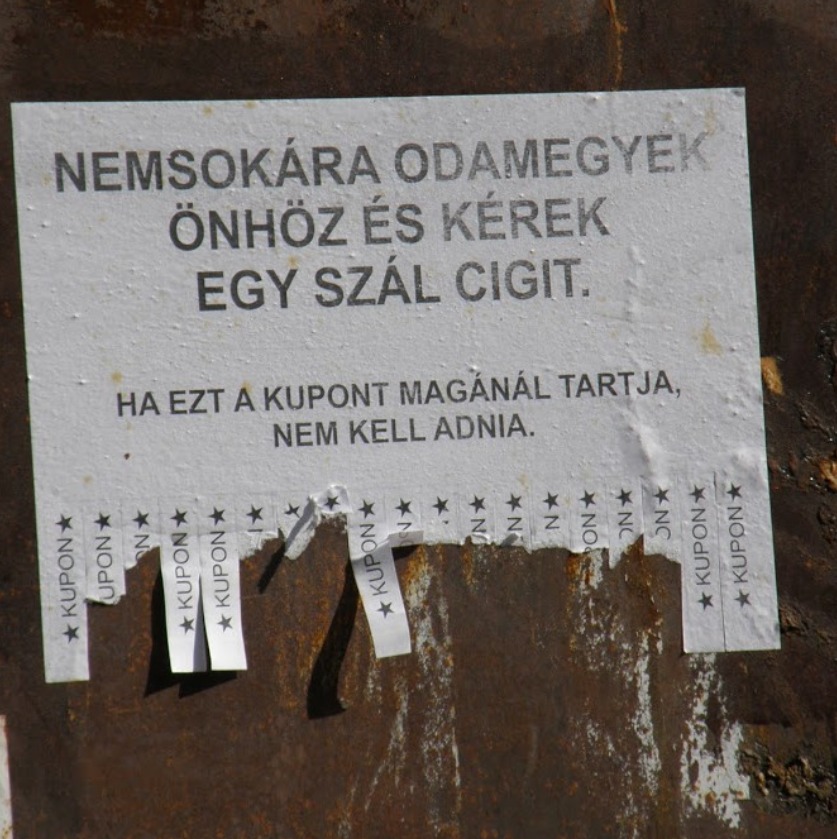 NEMSOKÁRA ODAMEGYEK
ÖNHÖZ ÉS KÉREK
EGY SZÁL CIGIT.
HA EZT A KUPONT MAGÁNÁL TARTJA,
NEM KELL ADNIA.
★KUPON★
KUPON★
★KUPON★
★KUPON★
★KUPON★
★KUPON★
★KUPON★